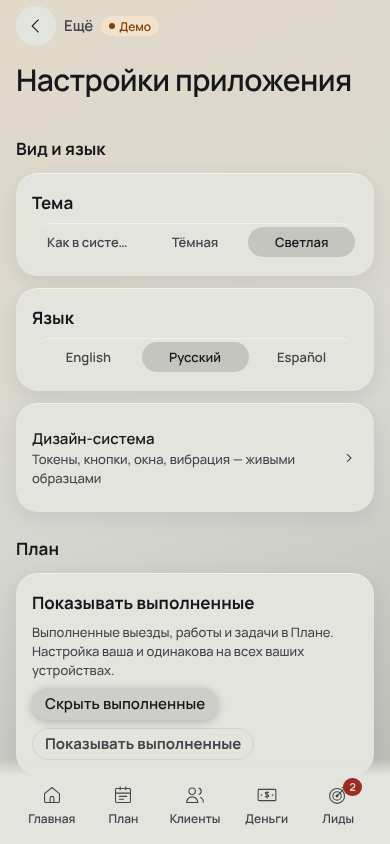 Ещё
Демо
Настройки приложения
Вид и язык
Тема
Как в систе...
Тёмная
Светлая
Язык
English
Русский
Español
Дизайн-система
Токены, кнопки, окна, вибрация — живыми
образцами
План
Показывать выполненные
Выполненные выезды, работы и задачи в Плане.
Настройка ваша и одинакова на всех ваших
устройствах.
Скрыть выполненные
Показывать выполненные
2
Главная
План
Клиенты
Деньги
Лиды